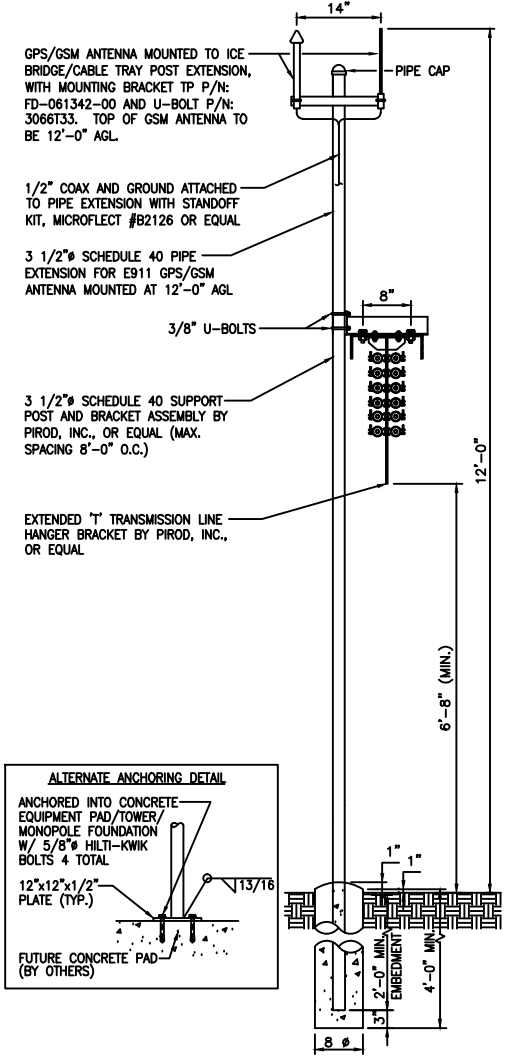 14"
GPS/GSM ANTENNA MOUNTED TO ICE
BRIDGE/CABLE TRAY POST EXTENSION,
WITH MOUNTING BRACKET TP P/N:
FD-061342-00 AND U-BOLT P/N:
3066T33. TOP OF GSM ANTENNA TO
BE 12'-0" AGL.
PIPE CAP
1/2" COAX AND GROUND ATTACHED
TO PIPE EXTENSION WITH STANDOFF
KIT, MICROFLECT #B2126 OR EQUAL
3 1/2"ø SCHEDULE 40 PIPE
EXTENSION FOR E911 GPS/GSM
ANTENNA MOUNTED AT 12'-0" AGL
8"
3/8" U-BOLTS
3 1/2"ø SCHEDULE 40 SUPPORT
POST AND BRACKET ASSEMBLY BY
PIROD, INC., OR EQUAL (MAX.
SPACING 8'-0" O.C.)
12'-0"
EXTENDED 'T' TRANSMISSION LINE
HANGER BRACKET BY PIROD, INC.,
OR EQUAL
6'-8" (MIN.)
ALTERNATE ANCHORING DETAIL
ANCHORED INTO CONCRETE
EQUIPMENT PAD/TOWER/
MONOPOLE FOUNDATION
W/ 5/8"ø HILTI-KWIK
BOLTS 4 TOTAL
13/16
12"x12"x1/2"
PLATE (TYP.)
FUTURE CONCRETE PAD
(BY OTHERS)
1"
1"
2'-0" MIN.
EMBEDMENT
4'-0" MIN.
3"
8 ø